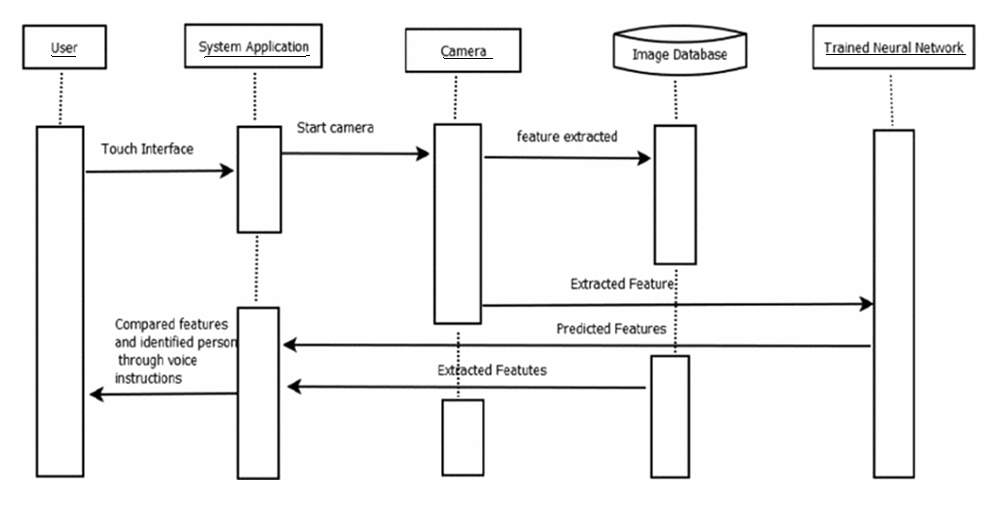 User
System Application
Camera
Image Database
Trained Neural Network
Touch Interface
Start camera
feature extracted
Extracted Feature
Predicted Features
Extracted Featutes
Compared features
and identified person
through voice
instructions